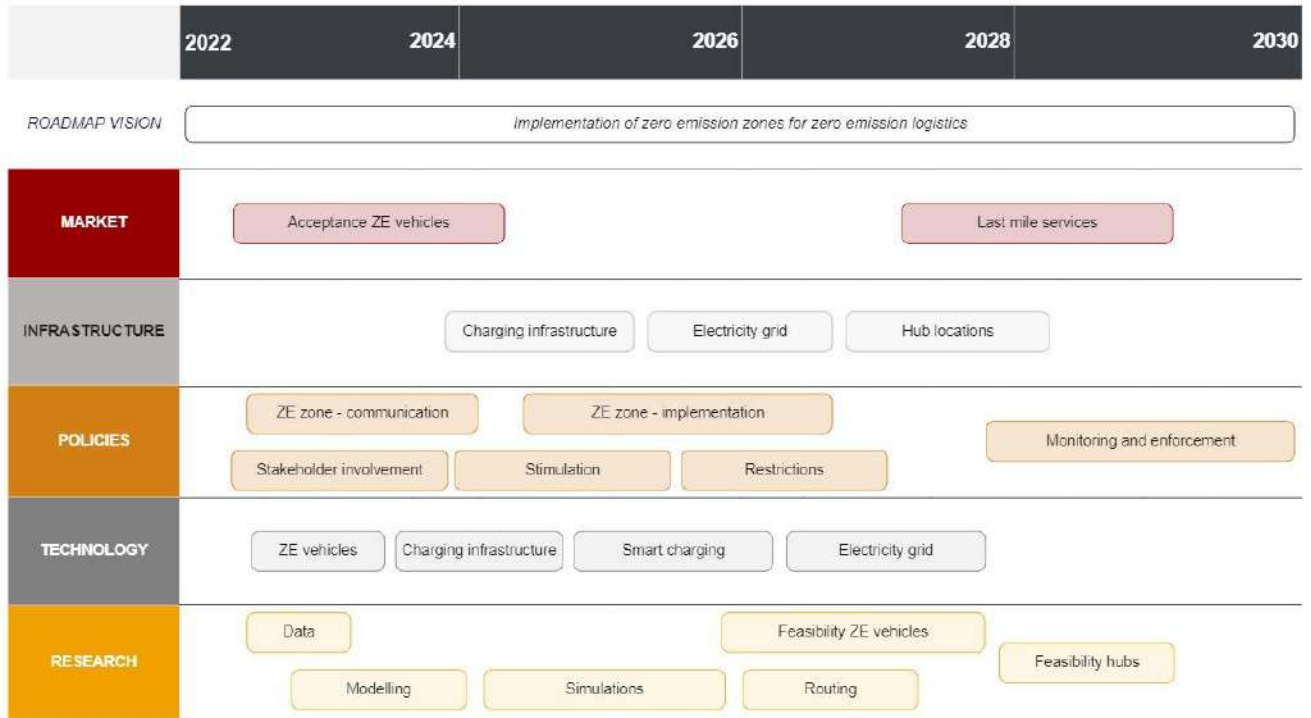 2022 2024 2026 2028 2030
ROADMAP VISION Implementation of zero emission zones for zero emission logistics
MARKET Acceptance ZE vehicles Last mile services
INFRASTRUCTURE Charging infrastructure Electricity grid Hub locations
ZE zone - communication ZE zone - implementation
POLICIES Monitoring and enforcement
Stakeholder involvement Stimulation Restrictions
TECHNOLOGY ZE vehicles Charging infrastructure Smart charging Electricity grid
Data Feasibility ZE vehicles
RESEARCH Feasibility hubs
Modelling Simulations Routing